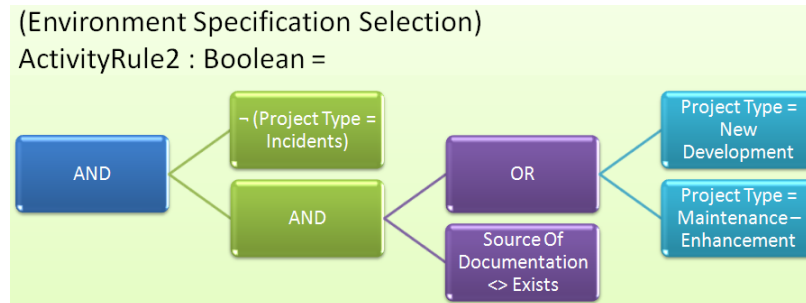 (Environment Specification Selection)
ActivityRule2 : Boolean =
AND
¬ (Project Type =
Incidents)
AND
OR
Source Of
Documentation
<> Exists
Project Type =
New
Development
Project Type =
Maintenance –
Enhancement